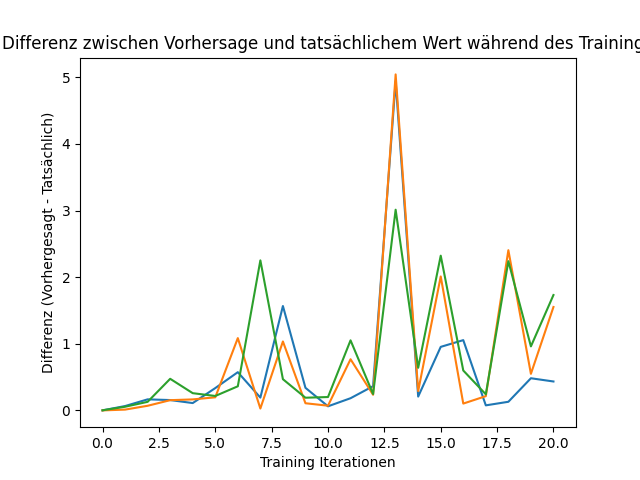 Differenz zwischen Vorhersage und tatsächlichem Wert während des Training
Differenz (Vorhergesagt - Tatsächlich)
5
4
3
2
1
0
0.0 2.5 5.0 7.5 10.0 12.5 15.0 17.5 20.0
Training Iterationen